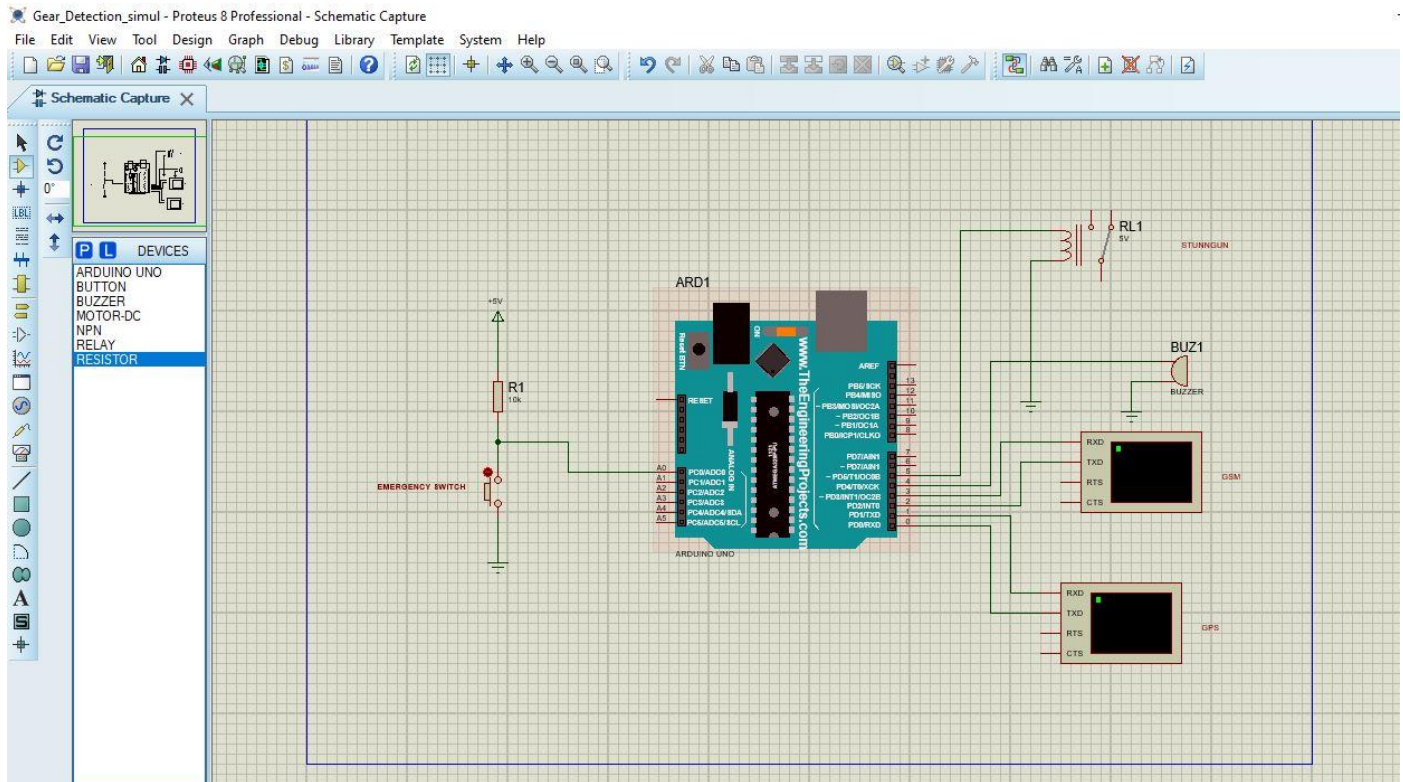 Gear_Detection_simul - Proteus 8 Professional - Schematic Capture
File Edit View Tool Design Graph Debug Library Template System Help
Schematic Capture
0°
LBL
P L DEVICES
ARDUINO UNO
BUTTON
BUZZER
MOTOR-DC
NPN
RELAY
RESISTOR
A
S
+5V
R1
10k
EMERGENCY SWITCH
ARD1
Reset BTN
ON
www.TheEngineeringProjects.com
RESET
ANALOG IN
AREF
13
PB5/SCK
12
PB4/MISO
11
~ PB3/MOSI/OC2A
10
~ PB2/OC1B
9
~ PB1/OC1A
8
PB0/ICP1/CLKO
7
PD7/AIN1
6
5
4
PD4/T0/XCK
3
~ PD3/INT1/OC2B
2
PD2/INT0
1
PD1/TXD
0
PD0/RXD
A0
PC0/ADC0
A1
PC1/ADC1
A2
PC2/ADC2
A3
PC3/ADC3
A4
PC4/ADC4/SDA
A5
PC5/ADC5/SCL
ARDUINO UNO
RL1
5V
STUNNGUN
BUZ1
BUZZER
RXD
TXD
RTS
CTS
GSM
RXD
TXD
RTS
CTS
GPS